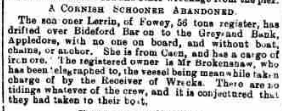 A CORNISH SCHOONER ABANDONED.
The schooner Lerrin, of Fowey, 56 tons register, has
drifted over Bideford Bar on to the Greysand Bank,
Appledore, with no one on board, and without boat,
chains, or anchor. She is from Caen, and has a cargo of
iron ore. The registered owner is Mr Brokenshaw, who
has been telegraphed to, the vessel being meanwhile taken
charge of by the Receiver of Wrecks. There are no
tidings whatever of the crew, and it is conjectured that
they had taken to their boat.